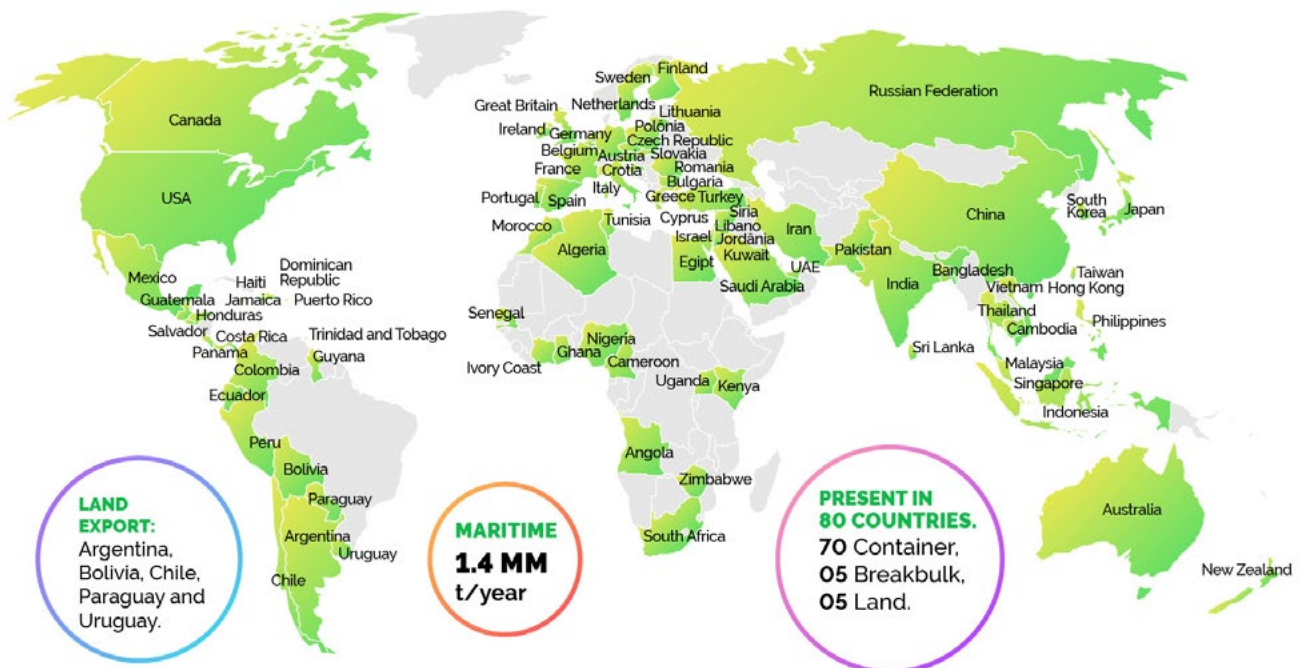 Canada
USA
Mexico
Guatemala
Honduras
Salvador
Costa Rica
Panama
Haiti
Jamaica
Dominican
Republic
Puerto Rico
Trinidad and Tobago
Guyana
Colombia
Ecuador
Peru
Bolivia
Paraguay
Argentina
Uruguay
Chile
Sweden
Finland
Great Britain
Netherlands
Lithuania
Ireland
Germany
Polônia
Czech Republic
Belgium
Austria
Slovakia
France
Crotia
Romania
Italy
Bulgaria
Portugal
Spain
Greece
Turkey
Tunisia
Cyprus
Siria
Morocco
Algeria
Israel
Líbano
Jordânia
Iran
Egipt
Kuwait
UAE
Saudi Arabia
Senegal
Nigeria
Ghana
Cameroon
Ivory Coast
Uganda
Kenya
Angola
Zimbabwe
South Africa
Russian Federation
China
South
Korea
Japan
Pakistan
India
Bangladesh
Taiwan
Vietnam
Hong Kong
Thailand
Cambodia
Philippines
Sri Lanka
Malaysia
Singapore
Indonesia
Australia
New Zealand
LAND
EXPORT:
Argentina,
Bolivia, Chile,
Paraguay and
Uruguay.
MARITIME
1.4 MM
t/year
PRESENT IN
80 COUNTRIES.
70 Container,
05 Breakbulk,
05 Land.